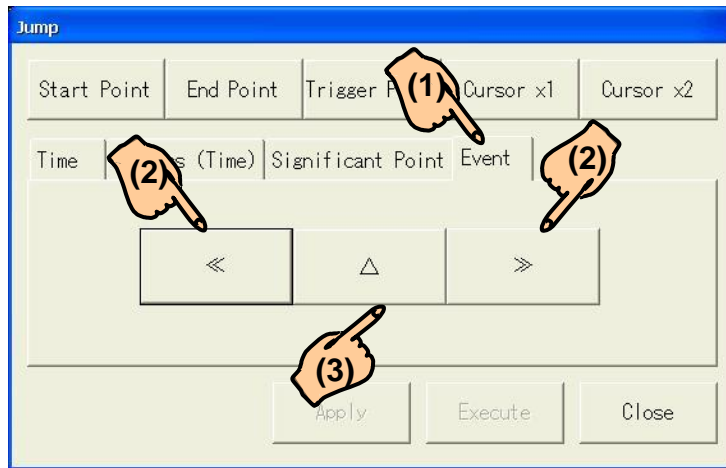 Jump
(1)
Start Point End Point Trigger Cursor x1 Cursor x2
(2) (2)
Time (Time) Significant Point Event
≪ △ ≫
(3)
Apply Execute Close